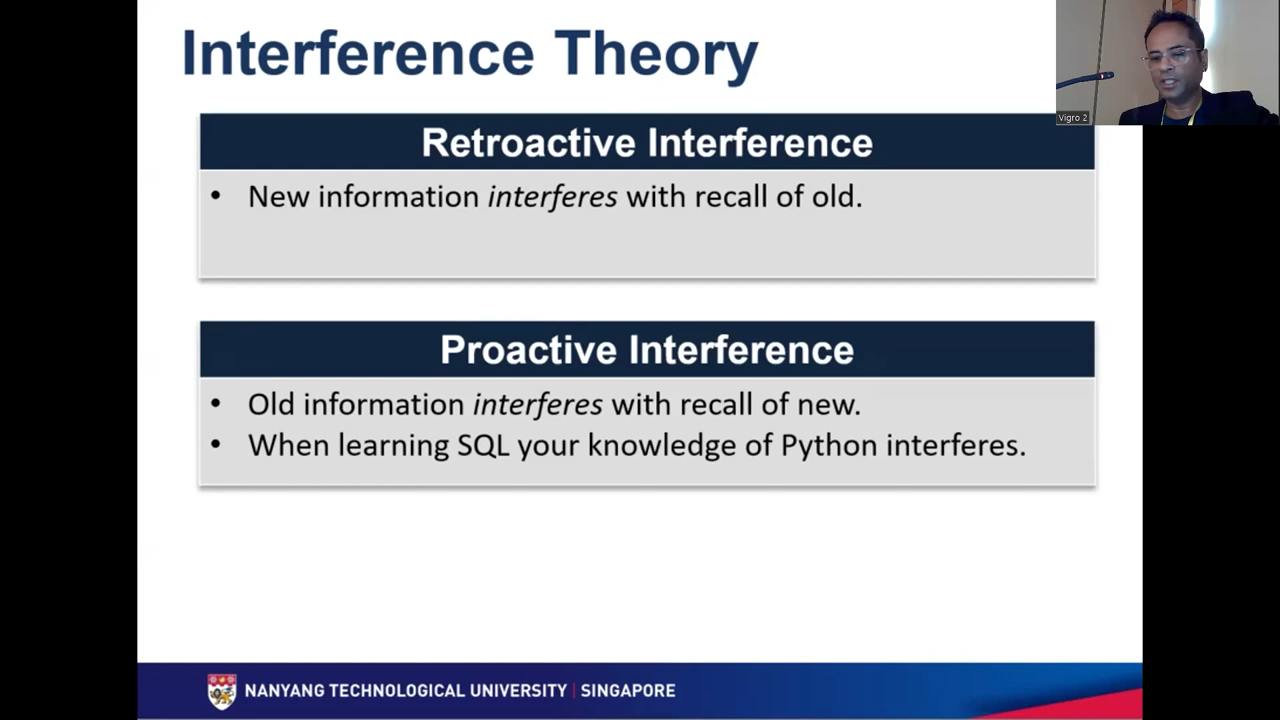 Interference Theory
Vigro 2
Retroactive Interference
• New information interferes with recall of old.
Proactive Interference
• Old information interferes with recall of new.
• When learning SQL your knowledge of Python interferes.
NANYANG TECHNOLOGICAL UNIVERSITY | SINGAPORE